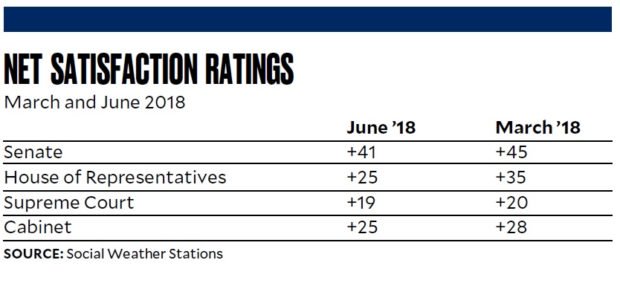 NET SATISFACTION RATINGS
March and June 2018
June ’18 March ’18
Senate +41 +45
House of Representatives +25 +35
Supreme Court +19 +20
Cabinet +25 +28
SOURCE: Social Weather Stations